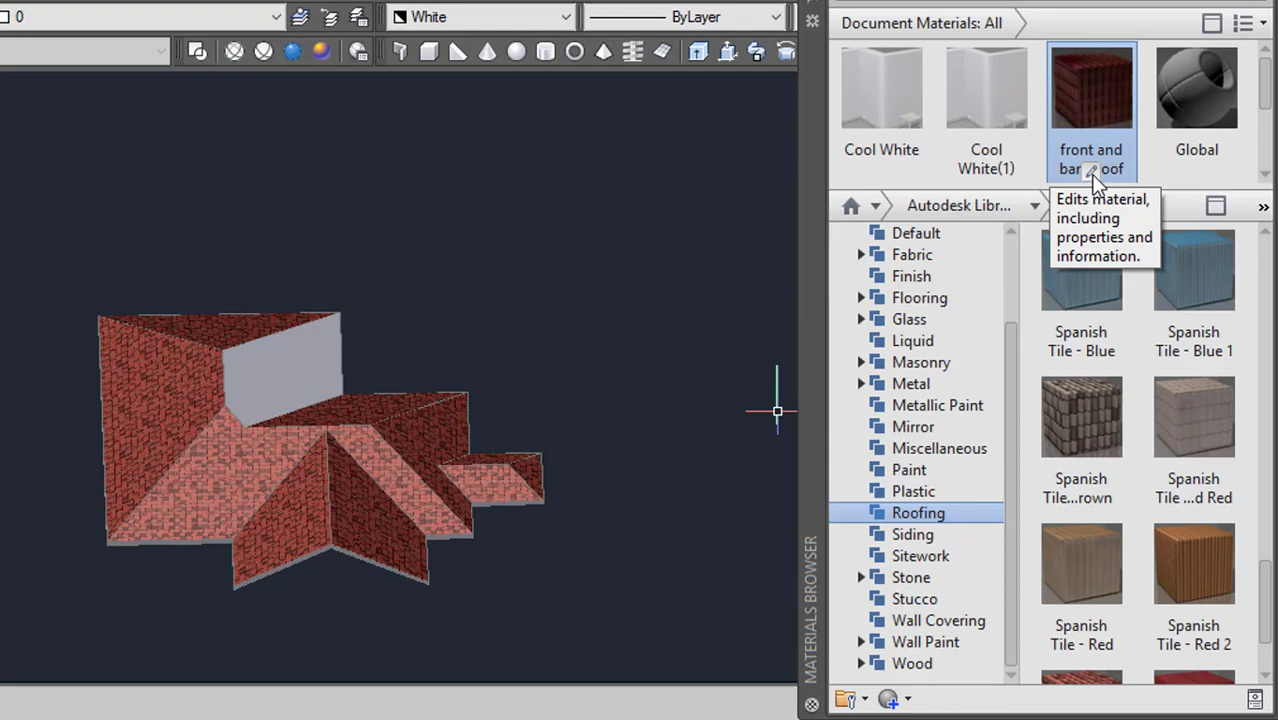 0
White
ByLayer
Document Materials: All
Cool White
Cool
White(1)
front and
oof
Global
Autodesk Libr...
Edits material,
including
properties and
information.
Default
Fabric
Finish
Flooring
Glass
Liquid
Masonry
Metal
Metallic Paint
Mirror
Miscellaneous
Paint
Plastic
Roofing
Siding
Sitework
Stone
Stucco
Wall Covering
Wall Paint
Wood
Spanish
Tile - Blue
Spanish
Tile - Blue 1
Spanish
Tile...rown
Spanish
Tile ...d Red
Spanish
Tile - Red
Spanish
Tile - Red 2
MATERIALS BROWSER